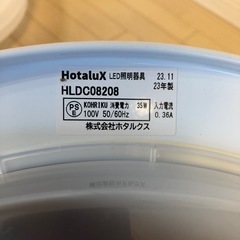 HotaluX LED照明器具 23.11
HLDC08208 23年製
PS E KOHRIKU 消費電力 35W 入力電流
100V 50/60Hz 0.36A
株式会社ホタルクス